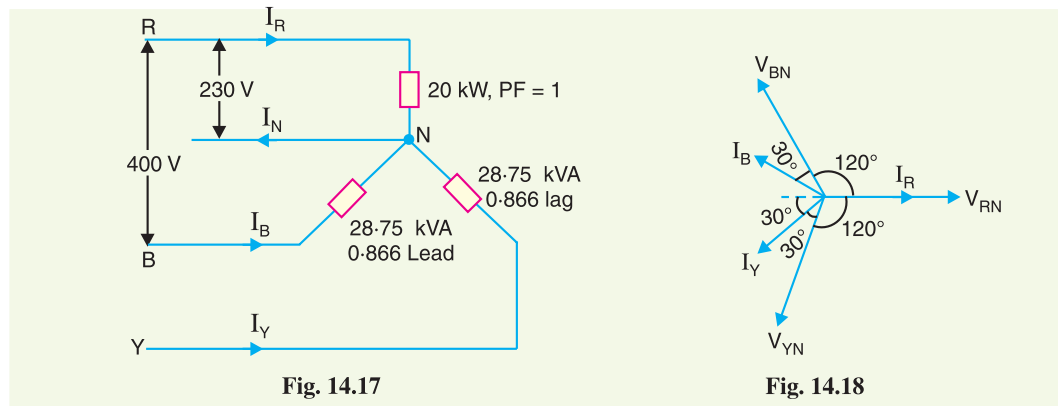 R
I_R
230 V
20 kW, PF = 1
I_N
N
400 V
28·75 kVA
0·866 lag
I_B
28·75 kVA
0·866 Lead
B
I_Y
Y
Fig. 14.17
V_BN
I_B
30°
120°
I_R
V_RN
30°
120°
30°
I_Y
V_YN
Fig. 14.18